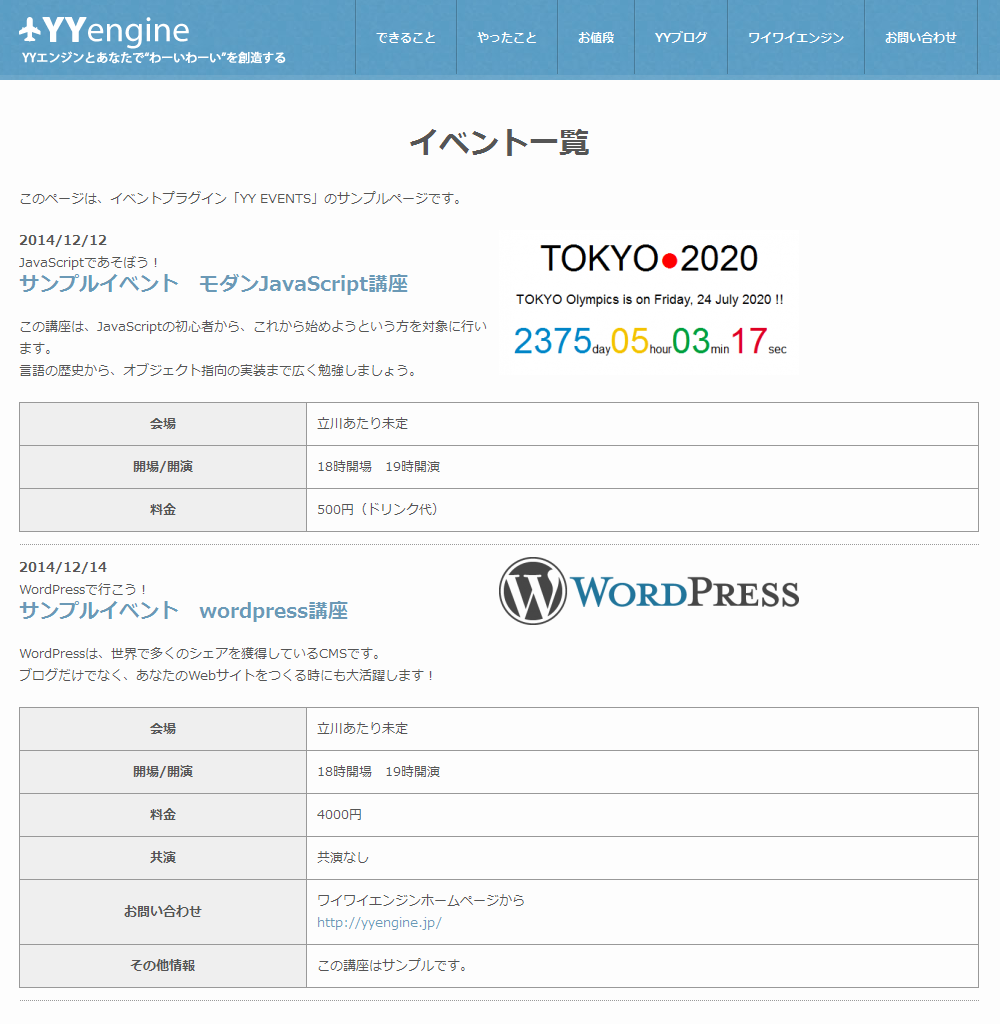 YYengine
YYエンジンとあなたで“わーいわーい”を創造する
できること
やったこと
お値段
YYブログ
ワイワイエンジン
お問い合わせ
イベント一覧
このページは、イベントプラグイン「YY EVENTS」のサンプルページです。
2014/12/12
JavaScriptであそぼう！
サンプルイベント　モダンJavaScript講座
この講座は、JavaScriptの初心者から、これから始めようという方を対象に行い
ます。
言語の歴史から、オブジェクト指向の実装まで広く勉強しましょう。
TOKYO●2020
TOKYO Olympics is on Friday, 24 July 2020 !!
2375day05hour03min17sec
会場
立川あたり未定
開場/開演
18時開場　19時開演
料金
500円（ドリンク代）
2014/12/14
WordPressで行こう！
サンプルイベント　wordpress講座
WordPressは、世界で多くのシェアを獲得しているCMSです。
ブログだけでなく、あなたのWebサイトをつくる時にも大活躍します！
W WORDPRESS
会場
立川あたり未定
開場/開演
18時開場　19時開演
料金
4000円
共演
共演なし
お問い合わせ
ワイワイエンジンホームページから
http://yyengine.jp/
その他情報
この講座はサンプルです。